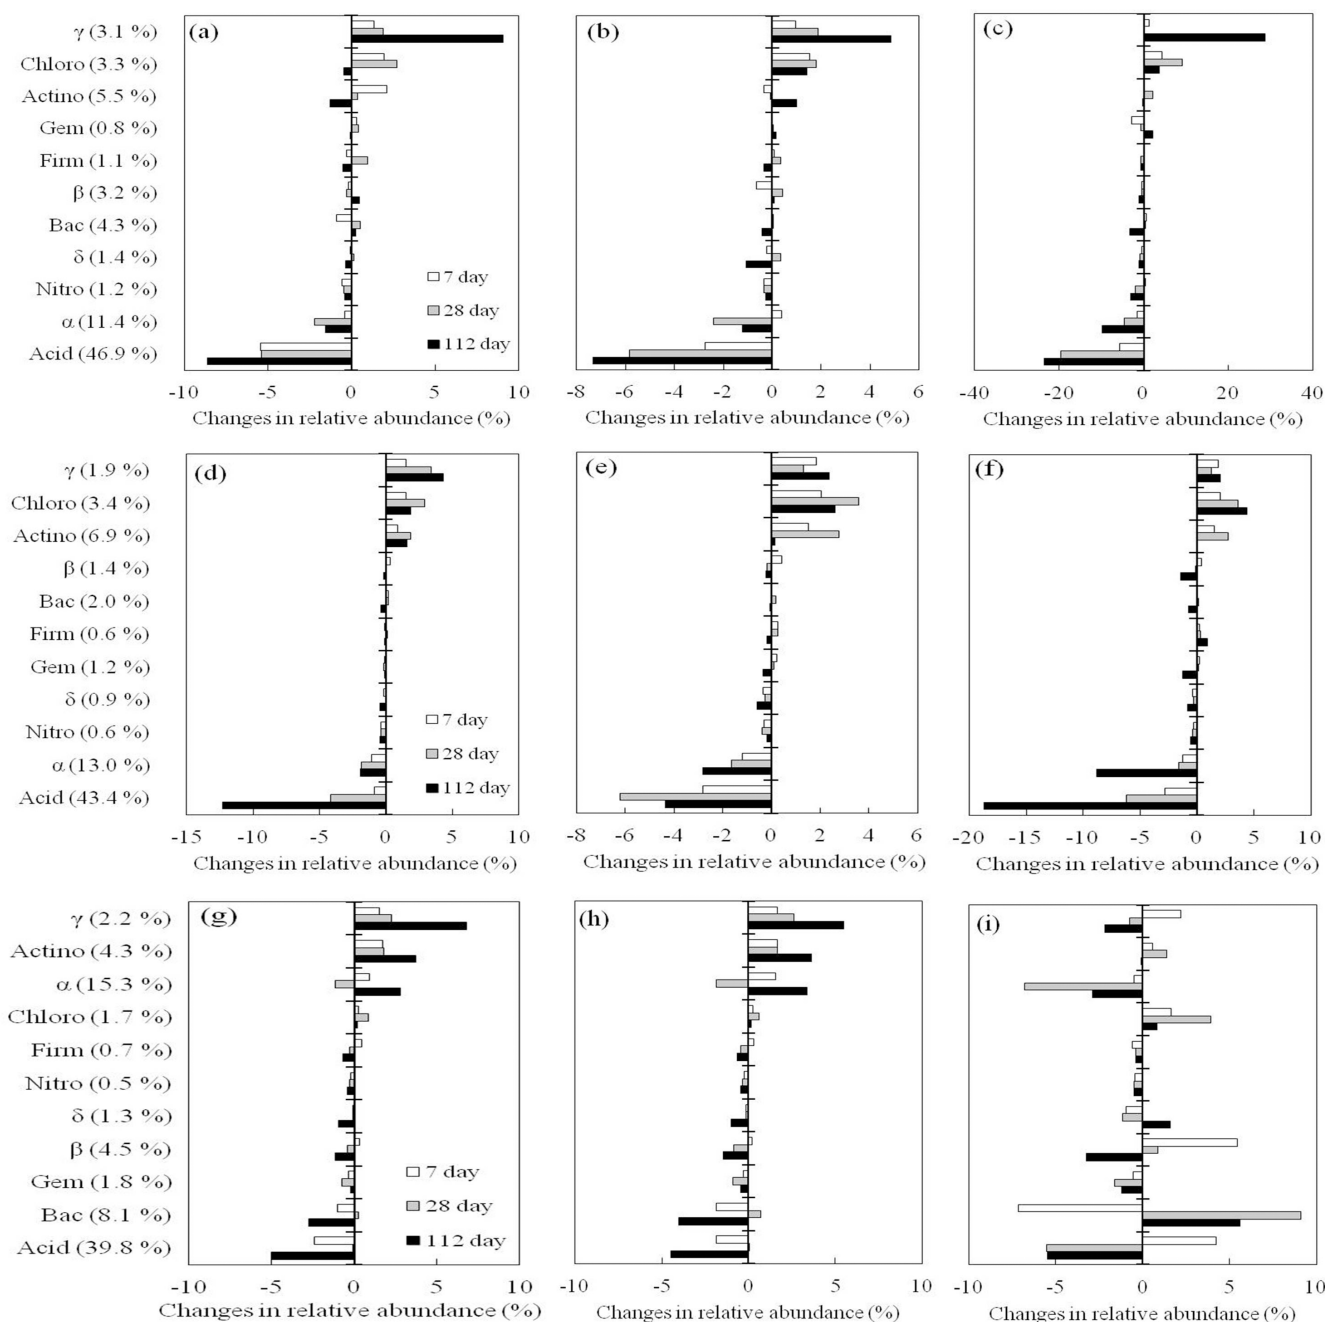 (a)
(b)
(c)
γ (3.1 %)
Chloro (3.3 %)
Actino (5.5 %)
Gem (0.8 %)
Firm (1.1 %)
β (3.2 %)
Bac (4.3 %)
δ (1.4 %)
Nitro (1.2 %)
α (11.4 %)
Acid (46.9 %)
7 day
28 day
112 day
-10 -5 0 5 10
-8 -6 -4 -2 0 2 4 6
-40 -20 0 20 40
Changes in relative abundance (%)
Changes in relative abundance (%)
Changes in relative abundance (%)
(d)
(e)
(f)
γ (1.9 %)
Chloro (3.4 %)
Actino (6.9 %)
β (1.4 %)
Bac (2.0 %)
Firm (0.6 %)
Gem (1.2 %)
δ (0.9 %)
Nitro (0.6 %)
α (13.0 %)
Acid (43.4 %)
7 day
28 day
112 day
-15 -10 -5 0 5 10
-8 -6 -4 -2 0 2 4 6
-20 -15 -10 -5 0 5 10
Changes in relative abundance (%)
Changes in relative abundance (%)
Changes in relative abundance (%)
(g)
(h)
(i)
γ (2.2 %)
Actino (4.3 %)
α (15.3 %)
Chloro (1.7 %)
Firm (0.7 %)
Nitro (0.5 %)
δ (1.3 %)
β (4.5 %)
Gem (1.8 %)
Bac (8.1 %)
Acid (39.8 %)
7 day
28 day
112 day
-10 -5 0 5 10
-10 -5 0 5 10
-10 -5 0 5 10
Changes in relative abundance (%)
Changes in relative abundance (%)
Changes in relative abundance (%)